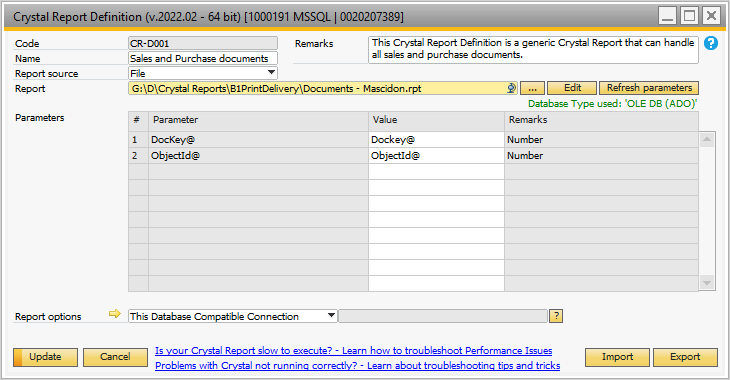 Crystal Report Definition (v.2022.02 - 64 bit) [1000191 MSSQL | 0020207389]
Code CR-D001 Remarks This Crystal Report Definition is a generic Crystal Report that can handle
all sales and purchase documents.
?
Name Sales and Purchase documents
Report source File
Report G:\D\Crystal Reports\B1PrintDelivery\Documents - Mascidon.rpt ... Edit Refresh parameters
Database Type used: 'OLE DB (ADO)'
Parameters # Parameter Value Remarks
1 DocKey@ Dockey@ Number
2 ObjectId@ ObjectId@ Number
Report options This Database Compatible Connection ?
Update Cancel Is your Crystal Report slow to execute? - Learn how to troubleshoot Performance Issues Import Export
Problems with Crystal not running correctly? - Learn about troubleshooting tips and tricks